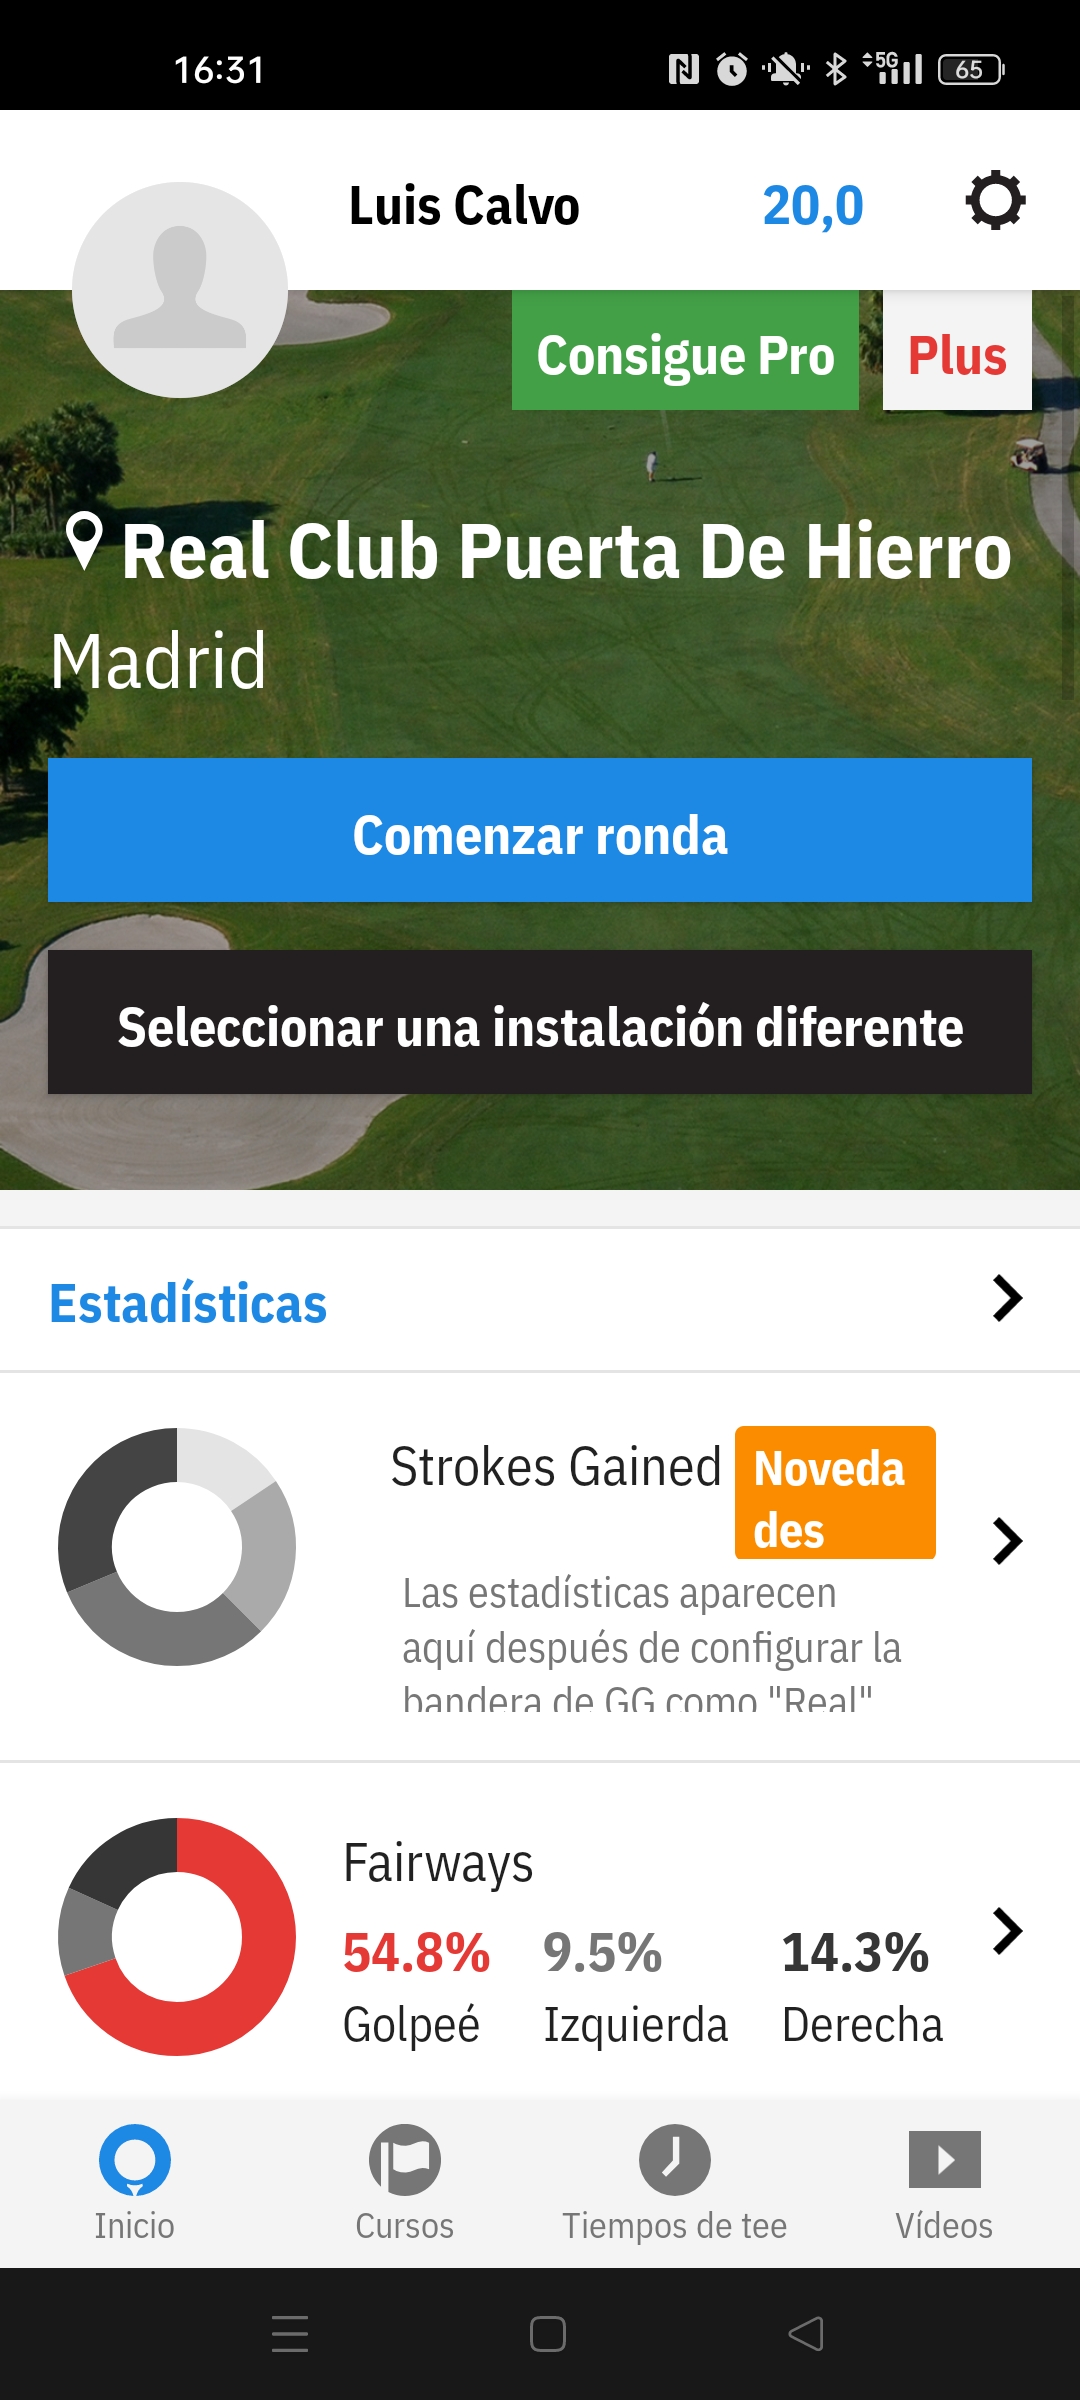 16:31
5G
65
Luis Calvo
20,0
Consigue Pro
Plus
Real Club Puerta De Hierro
Madrid
Comenzar ronda
Seleccionar una instalación diferente
Estadísticas
Strokes Gained
Noveda
des
Las estadísticas aparecen
aquí después de configurar la
bandera de GG como "Real"
Fairways
54.8% 9.5% 14.3%
Golpeé Izquierda Derecha
Inicio Cursos Tiempos de tee Vídeos